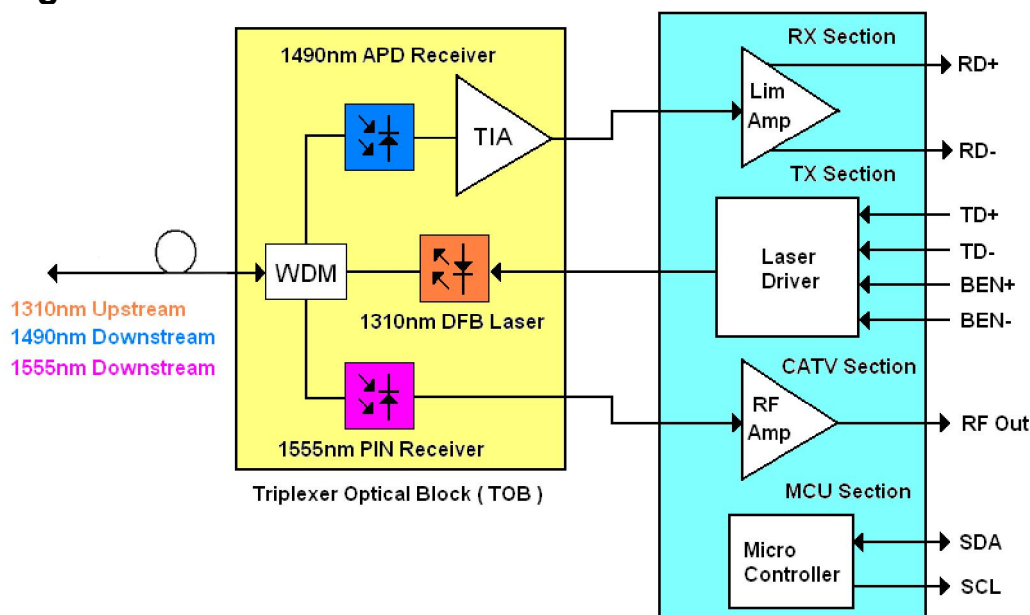 1490nm APD Receiver
TIA
WDM
1310nm DFB Laser
1555nm PIN Receiver
Triplexer Optical Block ( TOB )
1310nm Upstream
1490nm Downstream
1555nm Downstream
RX Section
Lim
Amp
RD+
RD-
TX Section
Laser
Driver
TD+
TD-
BEN+
BEN-
CATV Section
RF
Amp
RF Out
MCU Section
Micro
Controller
SDA
SCL